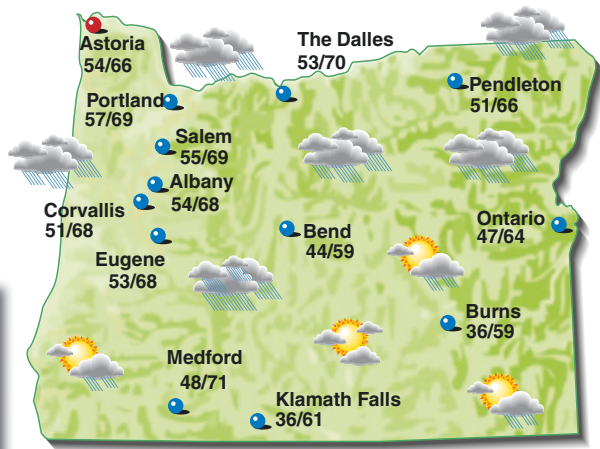 Astoria
54/66
The Dalles
53/70
Pendleton
51/66
Portland
57/69
Salem
55/69
Albany
54/68
Corvallis
51/68
Eugene
53/68
Bend
44/59
Ontario
47/64
Burns
36/59
Medford
48/71
Klamath Falls
36/61